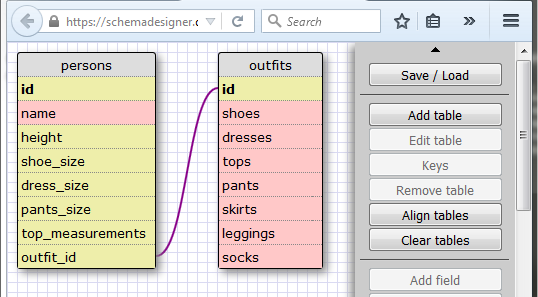 https://schemadesigner.
Search
persons
id
name
height
shoe_size
dress_size
pants_size
top_measurements
outfit_id
outfits
id
shoes
dresses
tops
pants
skirts
leggings
socks
Save / Load
Add table
Edit table
Keys
Remove table
Align tables
Clear tables
Add field